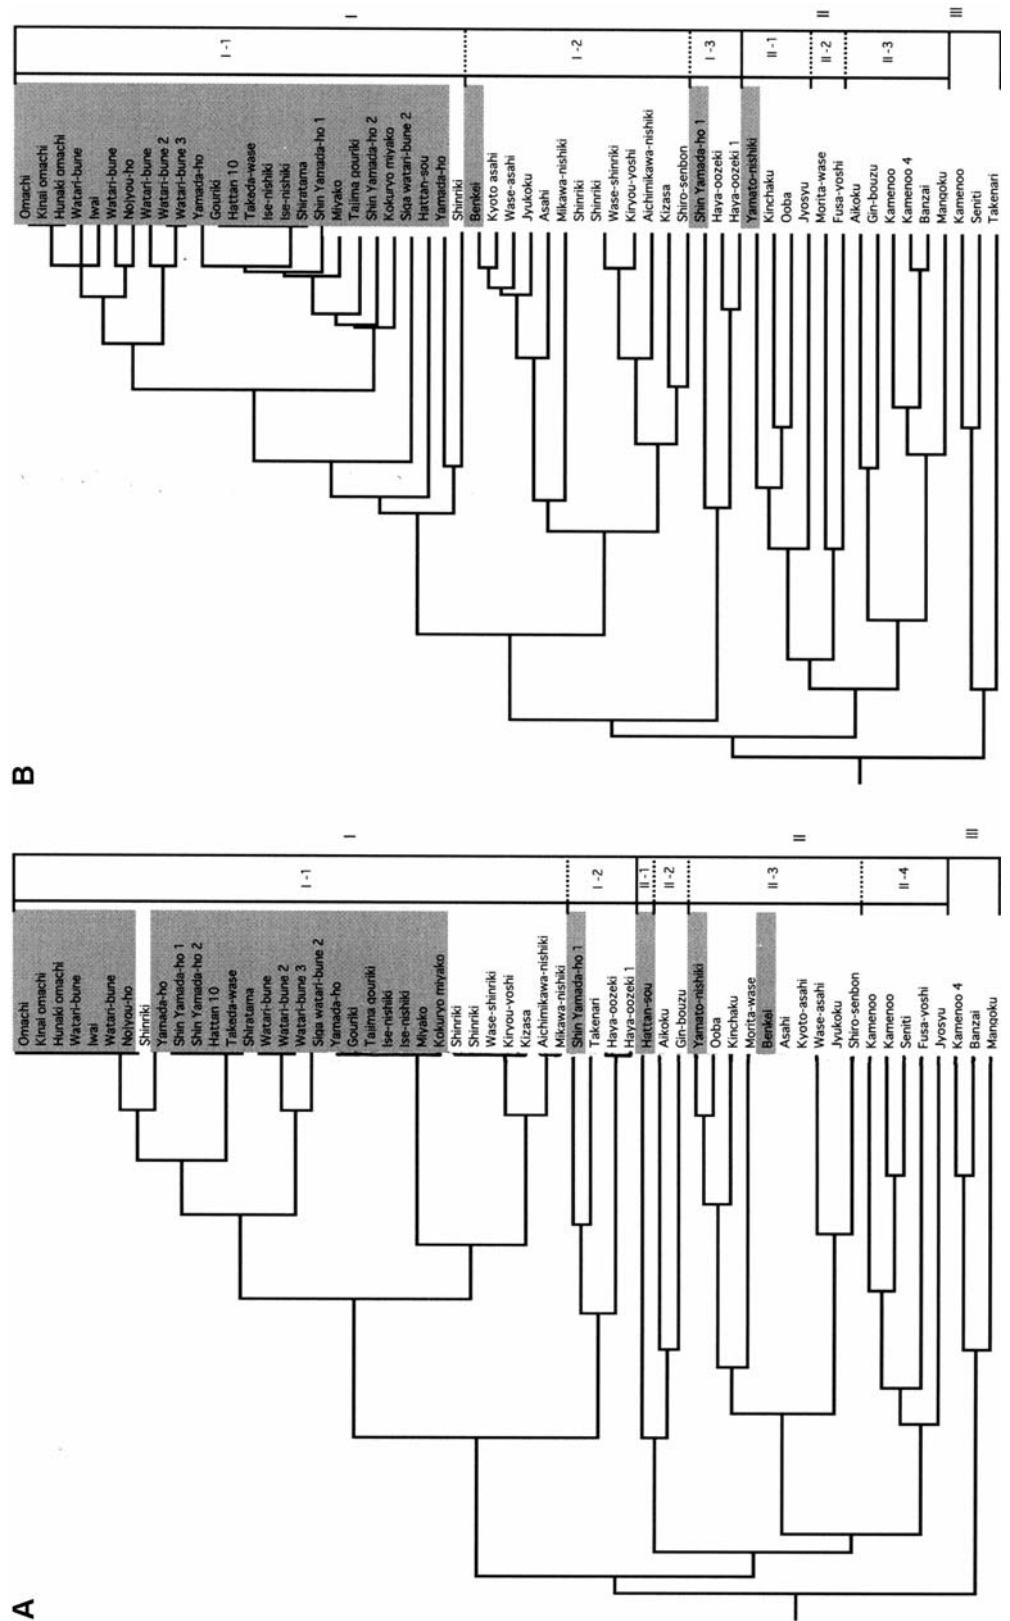 B
I
II
III
I -1
I -2
I -3
II -1
II -2
II -3
Omachi
Kinai omachi
Hunaki omachi
Watari-bune
Iwai
Watari-bune
Nojyou-ho
Watari-bune
Watari-bune 2
Watari-bune 3
Yamada-ho
Gouriki
Hattan 10
Takeda-wase
Ise-nishiki
Ise-nishiki
Shiratama
Shin Yamada-ho 1
Miyako
Tajima gouriki
Shin Yamada-ho 2
Kokuryo miyako
Siga watari-bune 2
Hattan-sou
Yamada-ho
Shinriki
Benkei
Kyoto asahi
Wase-asahi
Jyukoku
Asahi
Mikawa-nishiki
Shinriki
Shinriki
Wase-shinriki
Kiryou-yoshi
Aichimikawa-nishiki
Kizasa
Shiro-senbon
Shin Yamada-ho 1
Haya-oozeki
Haya-oozeki 1
Yamato-nishiki
Kinchaku
Ooba
Jyosyu
Morita-wase
Fusa-yoshi
Aikoku
Gin-bouzu
Kamenoo
Kamenoo 4
Banzai
Mangoku
Kamenoo
Seniti
Takenari
A
I
II
III
I -1
I -2
II -1
II -2
II -3
II -4
Omachi
Kinai omachi
Hunaki omachi
Watari-bune
Iwai
Watari-bune
Nojyou-ho
Shinriki
Yamada-ho
Shin Yamada-ho 1
Shin Yamada-ho 2
Hattan 10
Takeda-wase
Shiratama
Watari-bune
Watari-bune 2
Watari-bune 3
Siga watari-bune 2
Yamada-ho
Gouriki
Tajima gouriki
Ise-nishiki
Ise-nishiki
Miyako
Kokuryo miyako
Shinriki
Shinriki
Wase-shinriki
Kiryou-yoshi
Kizasa
Aichimikawa-nishiki
Mikawa-nishiki
Shin Yamada-ho 1
Takenari
Haya-oozeki
Haya-oozeki 1
Hattan-sou
Aikoku
Gin-bouzu
Yamato-nishiki
Ooba
Kinchaku
Morita-wase
Benkei
Asahi
Kyoto-asahi
Wase-asahi
Jyukoku
Shiro-senbon
Kamenoo
Kamenoo
Seniti
Fusa-yoshi
Jyosyu
Kamenoo 4
Banzai
Mangoku